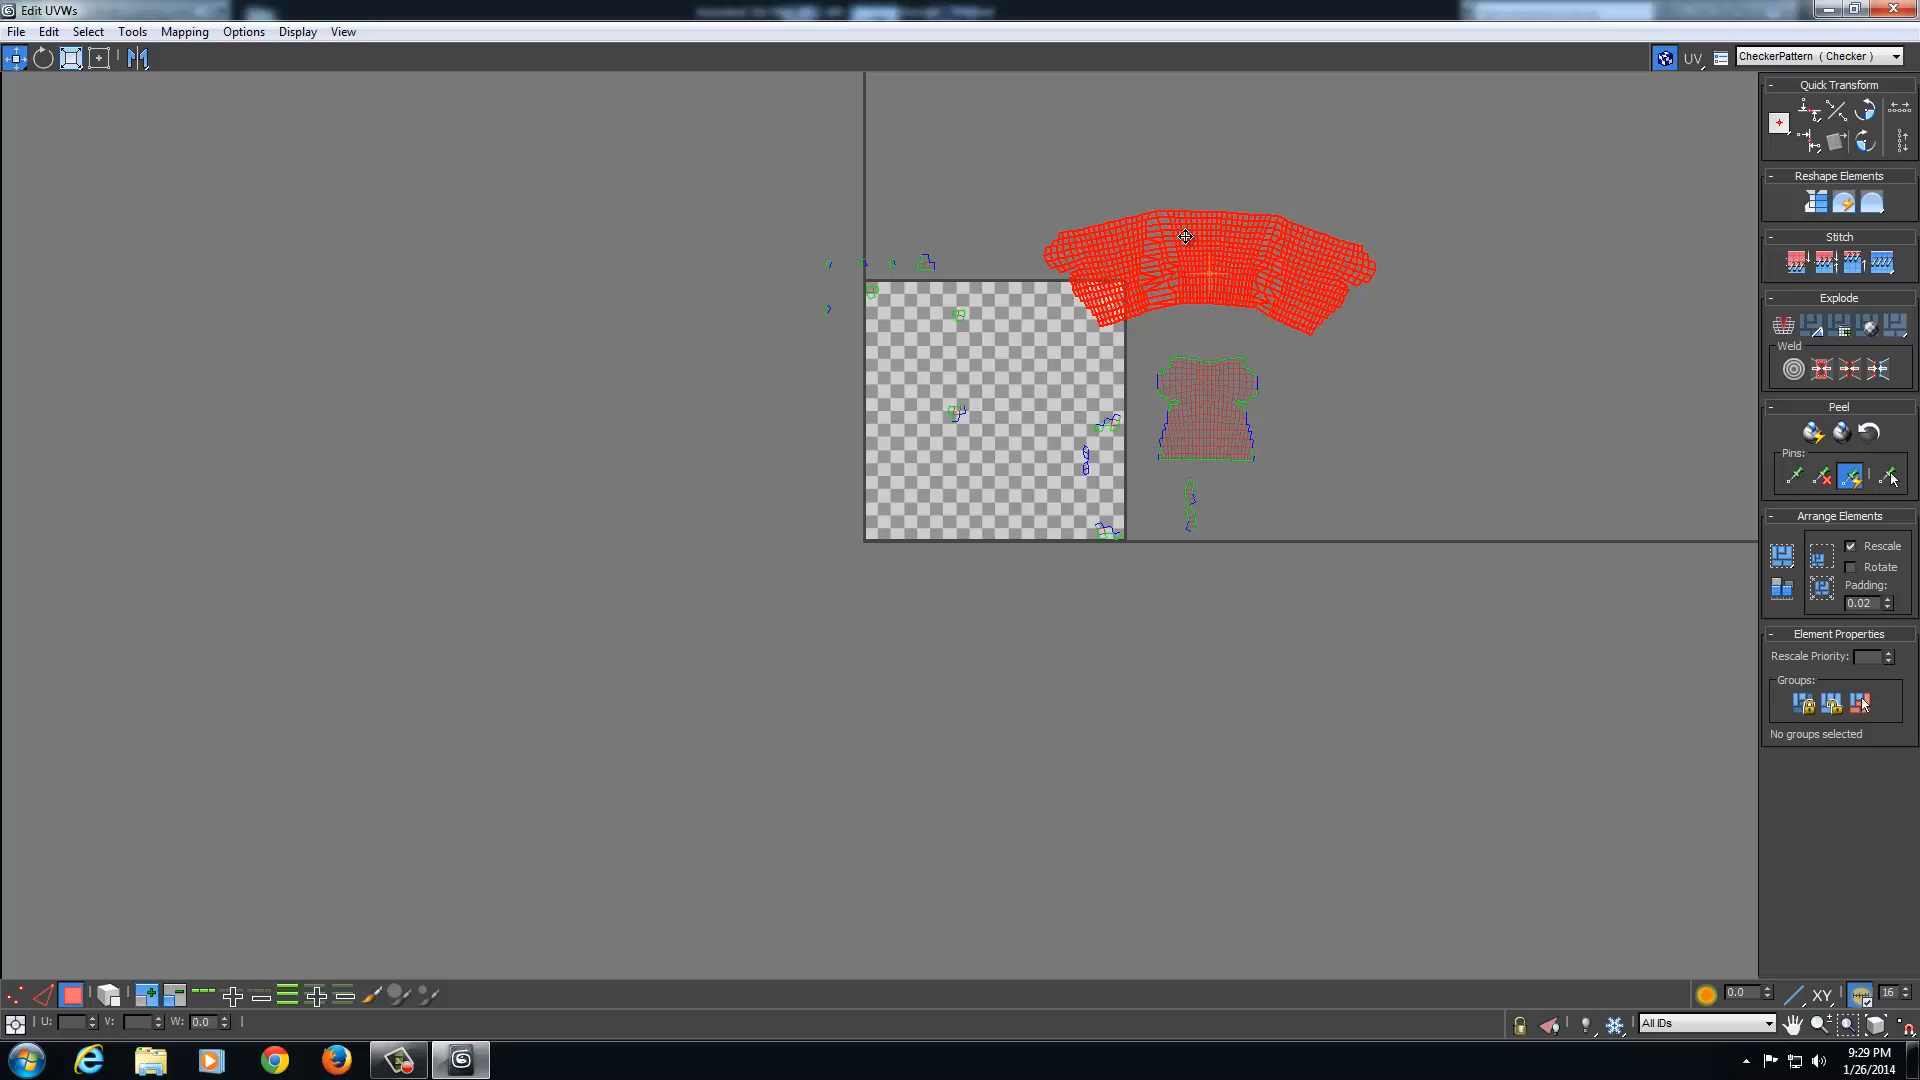 Edit UVWs
File Edit Select Tools Mapping Options Display View
UV CheckerPattern ( Checker )
- Quick Transform
- Reshape Elements
- Stitch
- Explode
Weld
- Peel
Pins:
- Arrange Elements
Rescale
Rotate
Padding:
0.02
- Element Properties
Rescale Priority:
Groups:
No groups selected
0.0 XY 16
U: V: W: 0.0 All IDs
9:29 PM
1/26/2014